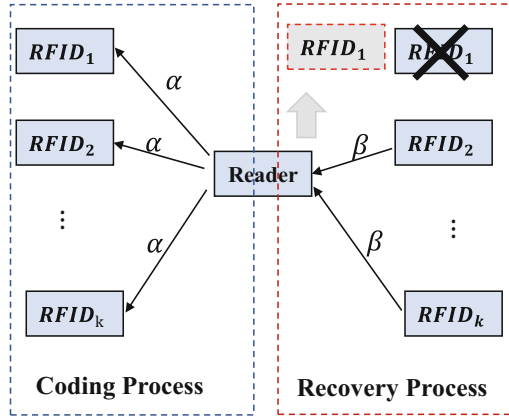 RFID₁
α
RFID₂
α
⋮
α
RFIDₖ
Coding Process
Reader
RFID₁
RFID₁
RFID₂
β
⋮
β
RFIDₖ
Recovery Process